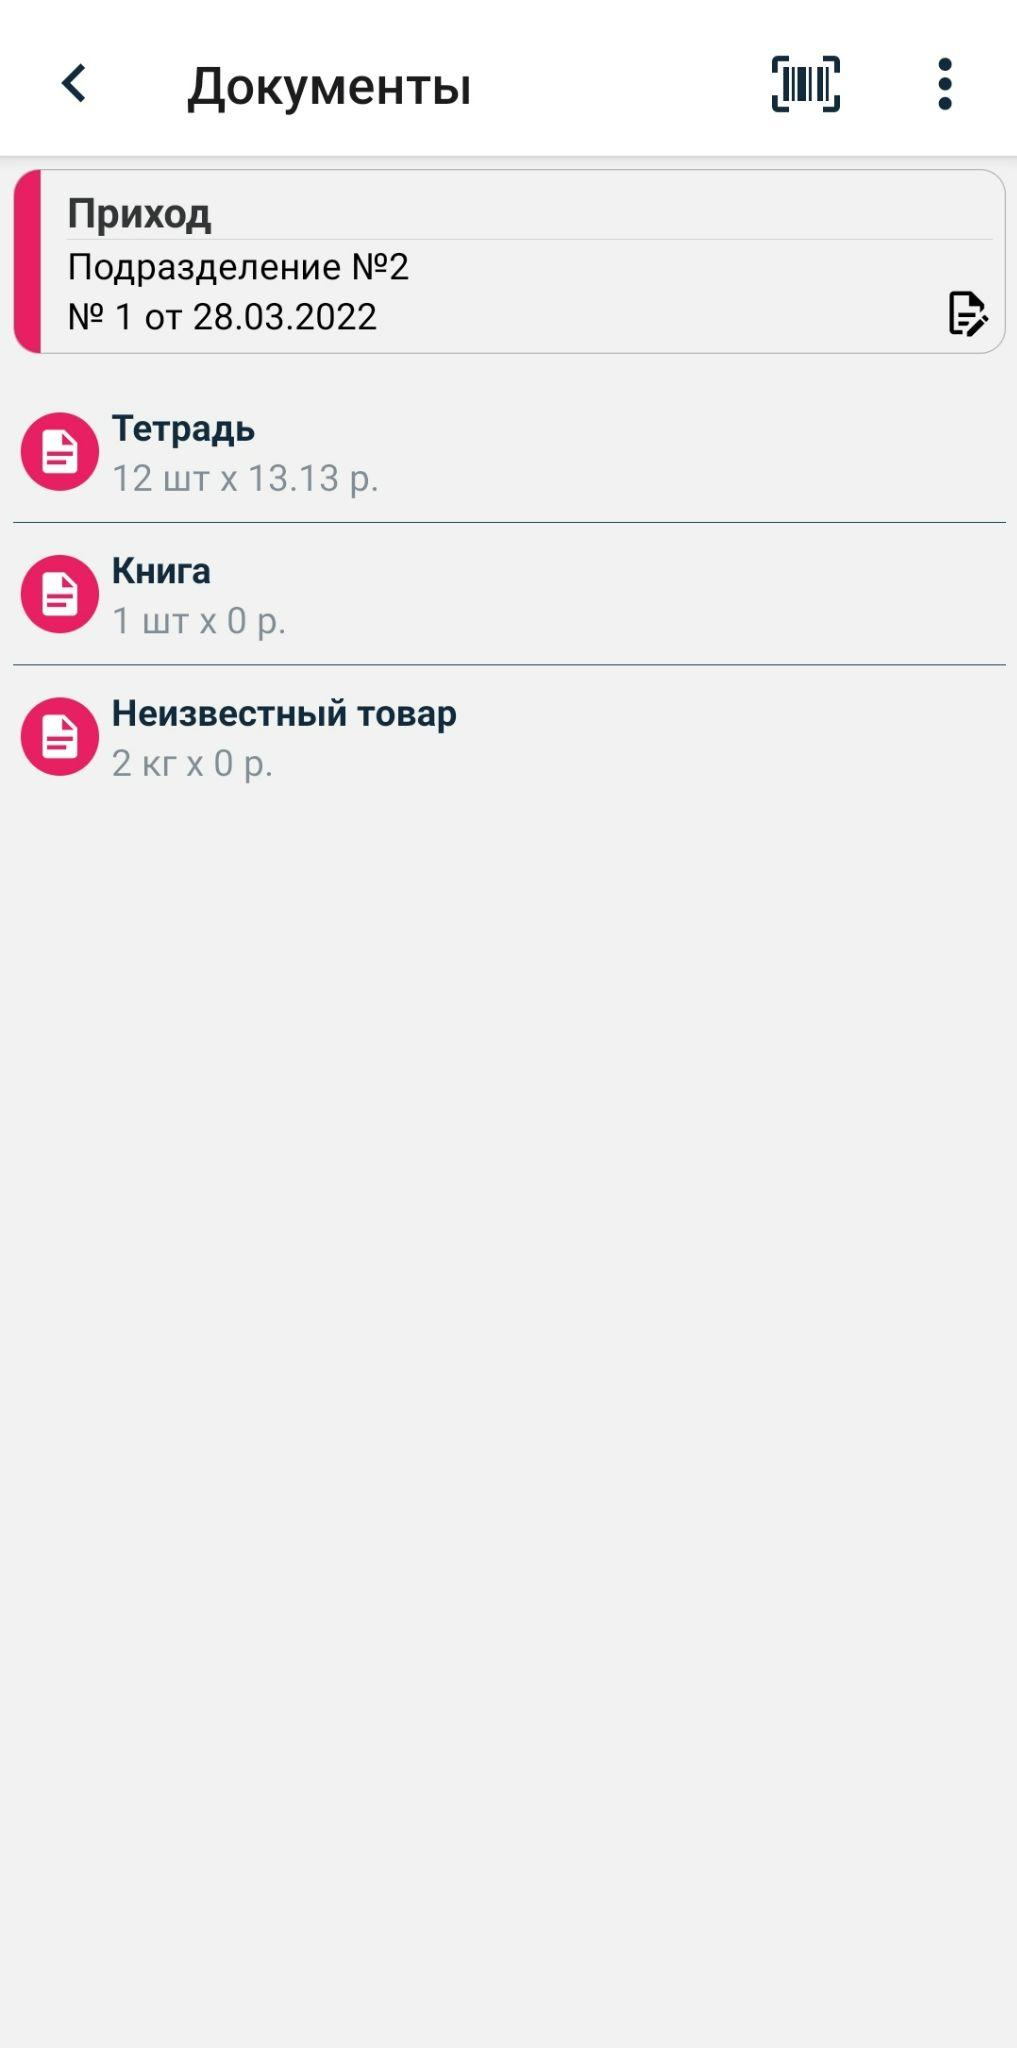 Документы
Приход
Подразделение №2
№ 1 от 28.03.2022
Тетрадь
12 шт x 13.13 р.
Книга
1 шт x 0 р.
Неизвестный товар
2 кг x 0 р.